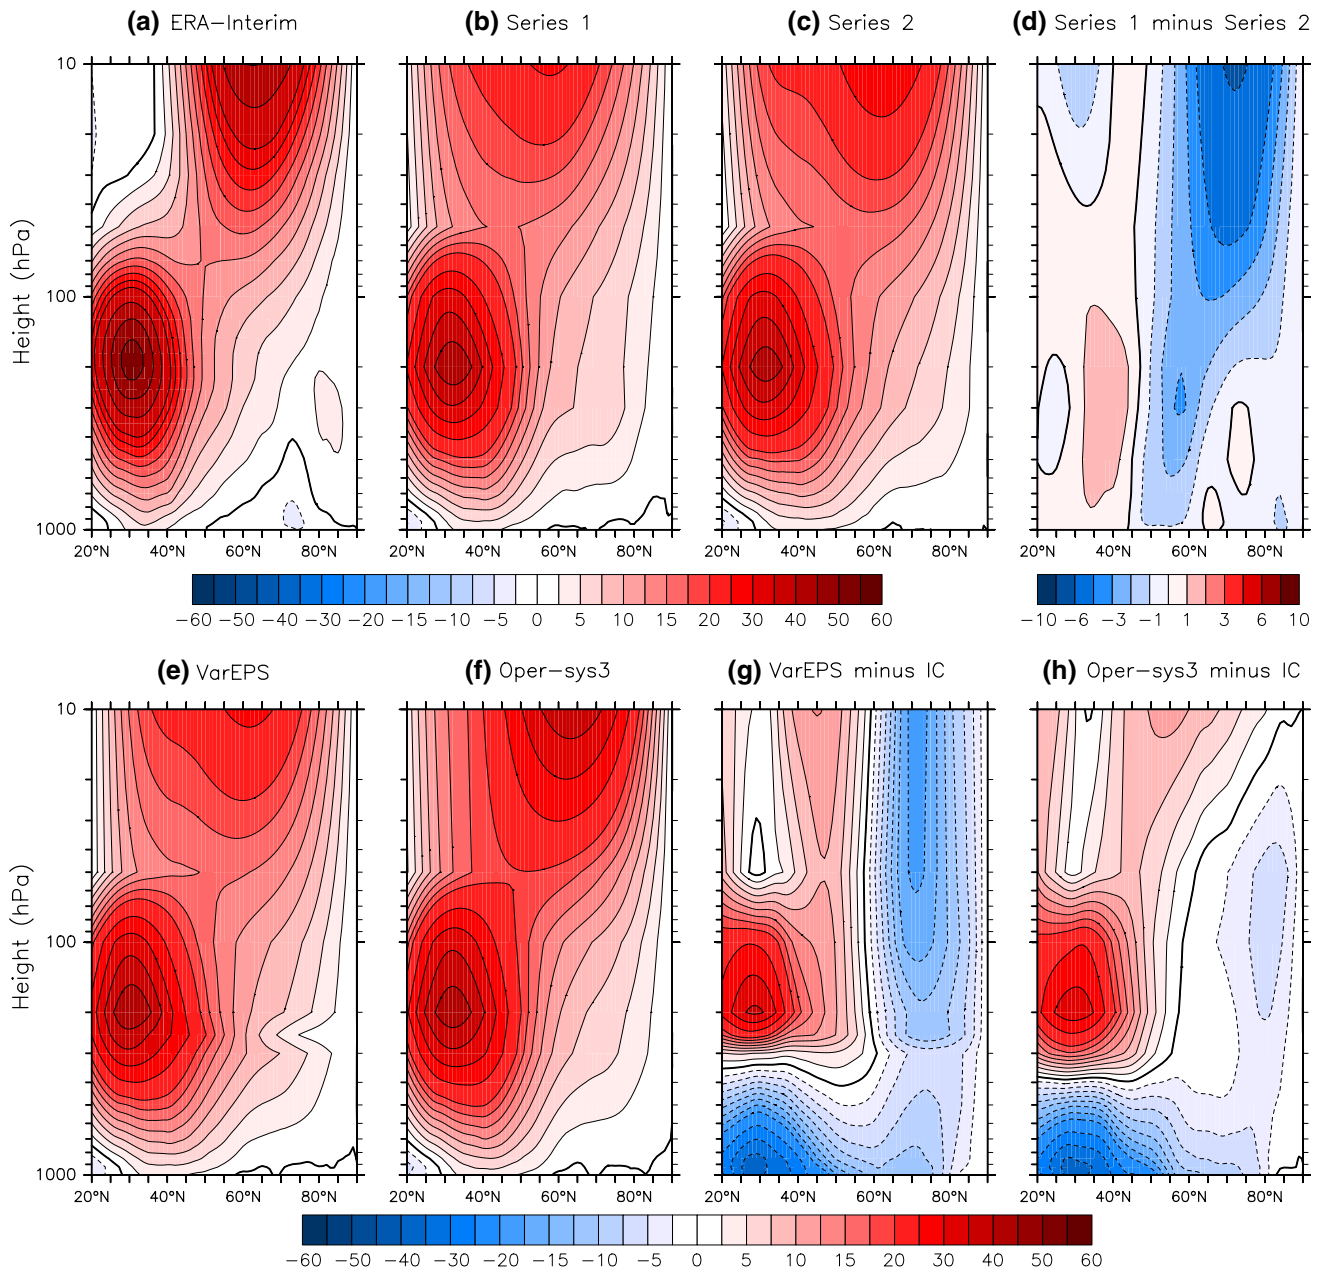 (a) ERA-Interim
(b) Series 1
(c) Series 2
(d) Series 1 minus Series 2
Height (hPa)
10
100
1000
20°N 40°N 60°N 80°N
20°N 40°N 60°N 80°N
20°N 40°N 60°N 80°N
20°N 40°N 60°N 80°N
-60 -40 -30 -20 -15 -10 -5 0 5 10 15 20 30 40 50 60
-10 -6 -3 -1 1 3 6 10
(e) VarEPS
(f) Oper-sys3
(g) VarEPS minus IC
(h) Oper-sys3 minus IC
Height (hPa)
10
100
1000
20°N 40°N 60°N 80°N
20°N 40°N 60°N 80°N
20°N 40°N 60°N 80°N
20°N 40°N 60°N 80°N
-60 -50 -40 -30 -20 -15 -10 -5 0 5 10 15 20 30 40 50 60